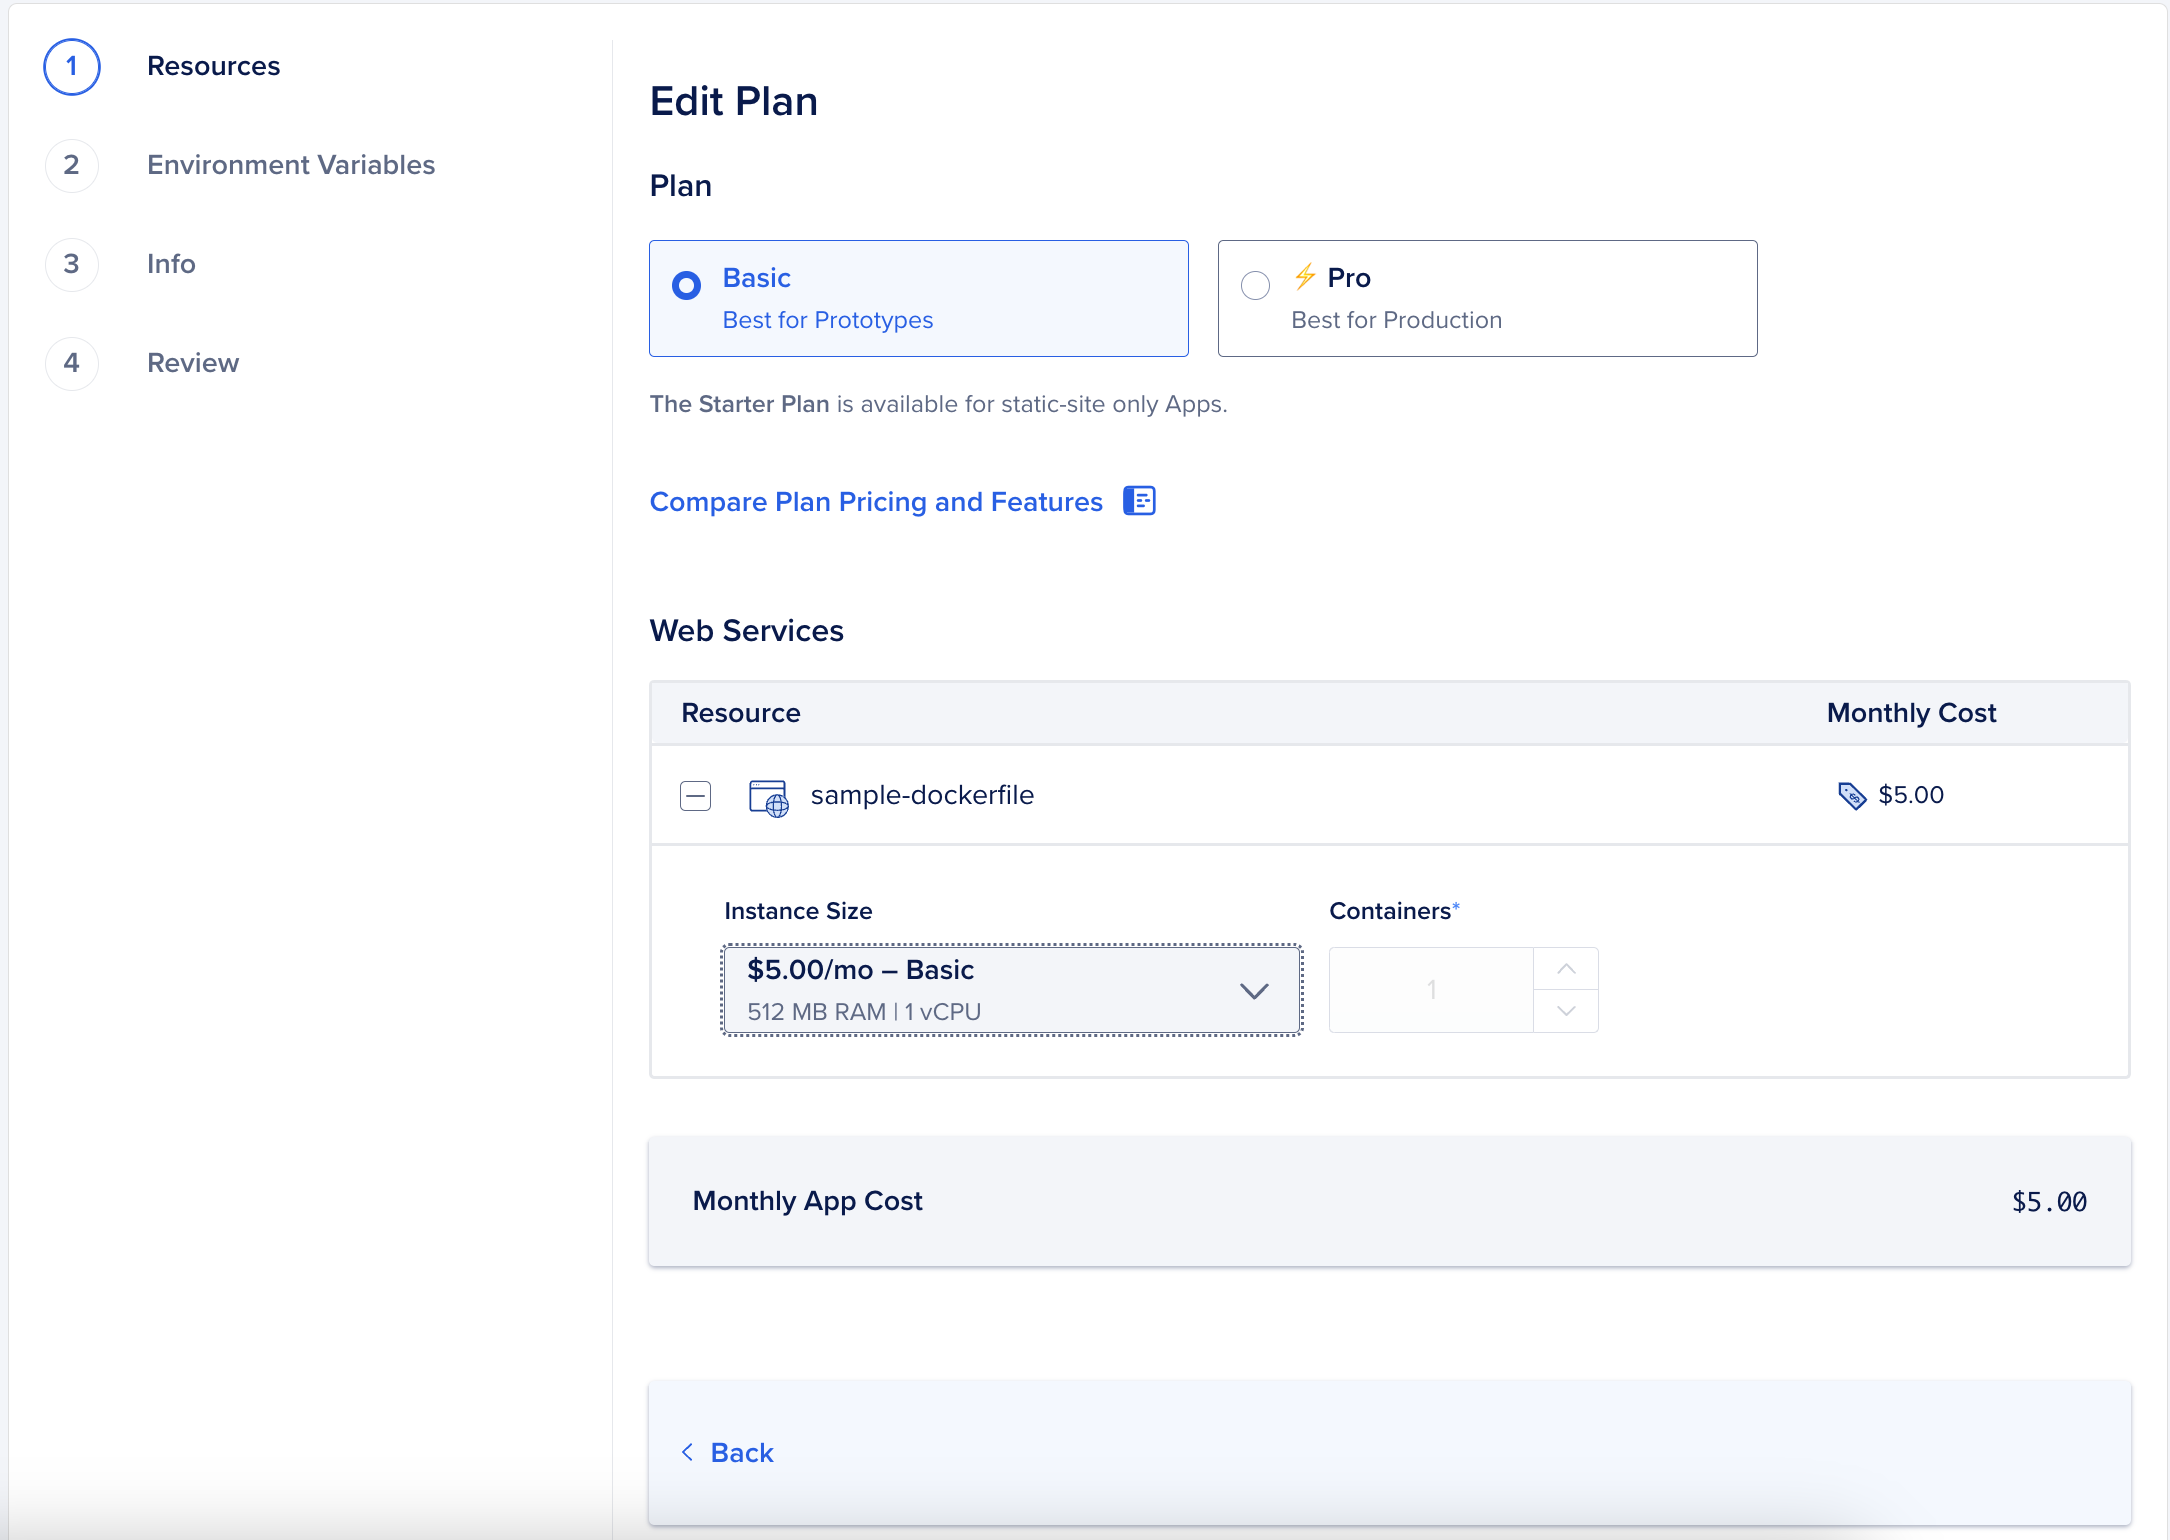 1 Resources
2 Environment Variables
3 Info
4 Review
Edit Plan
Plan
Basic
Best for Prototypes
⚡ Pro
Best for Production
The Starter Plan is available for static-site only Apps.
Compare Plan Pricing and Features
Web Services
Resource Monthly Cost
sample-dockerfile $5.00
Instance Size
$5.00/mo – Basic
512 MB RAM | 1 vCPU
Containers*
1
Monthly App Cost $5.00
Back